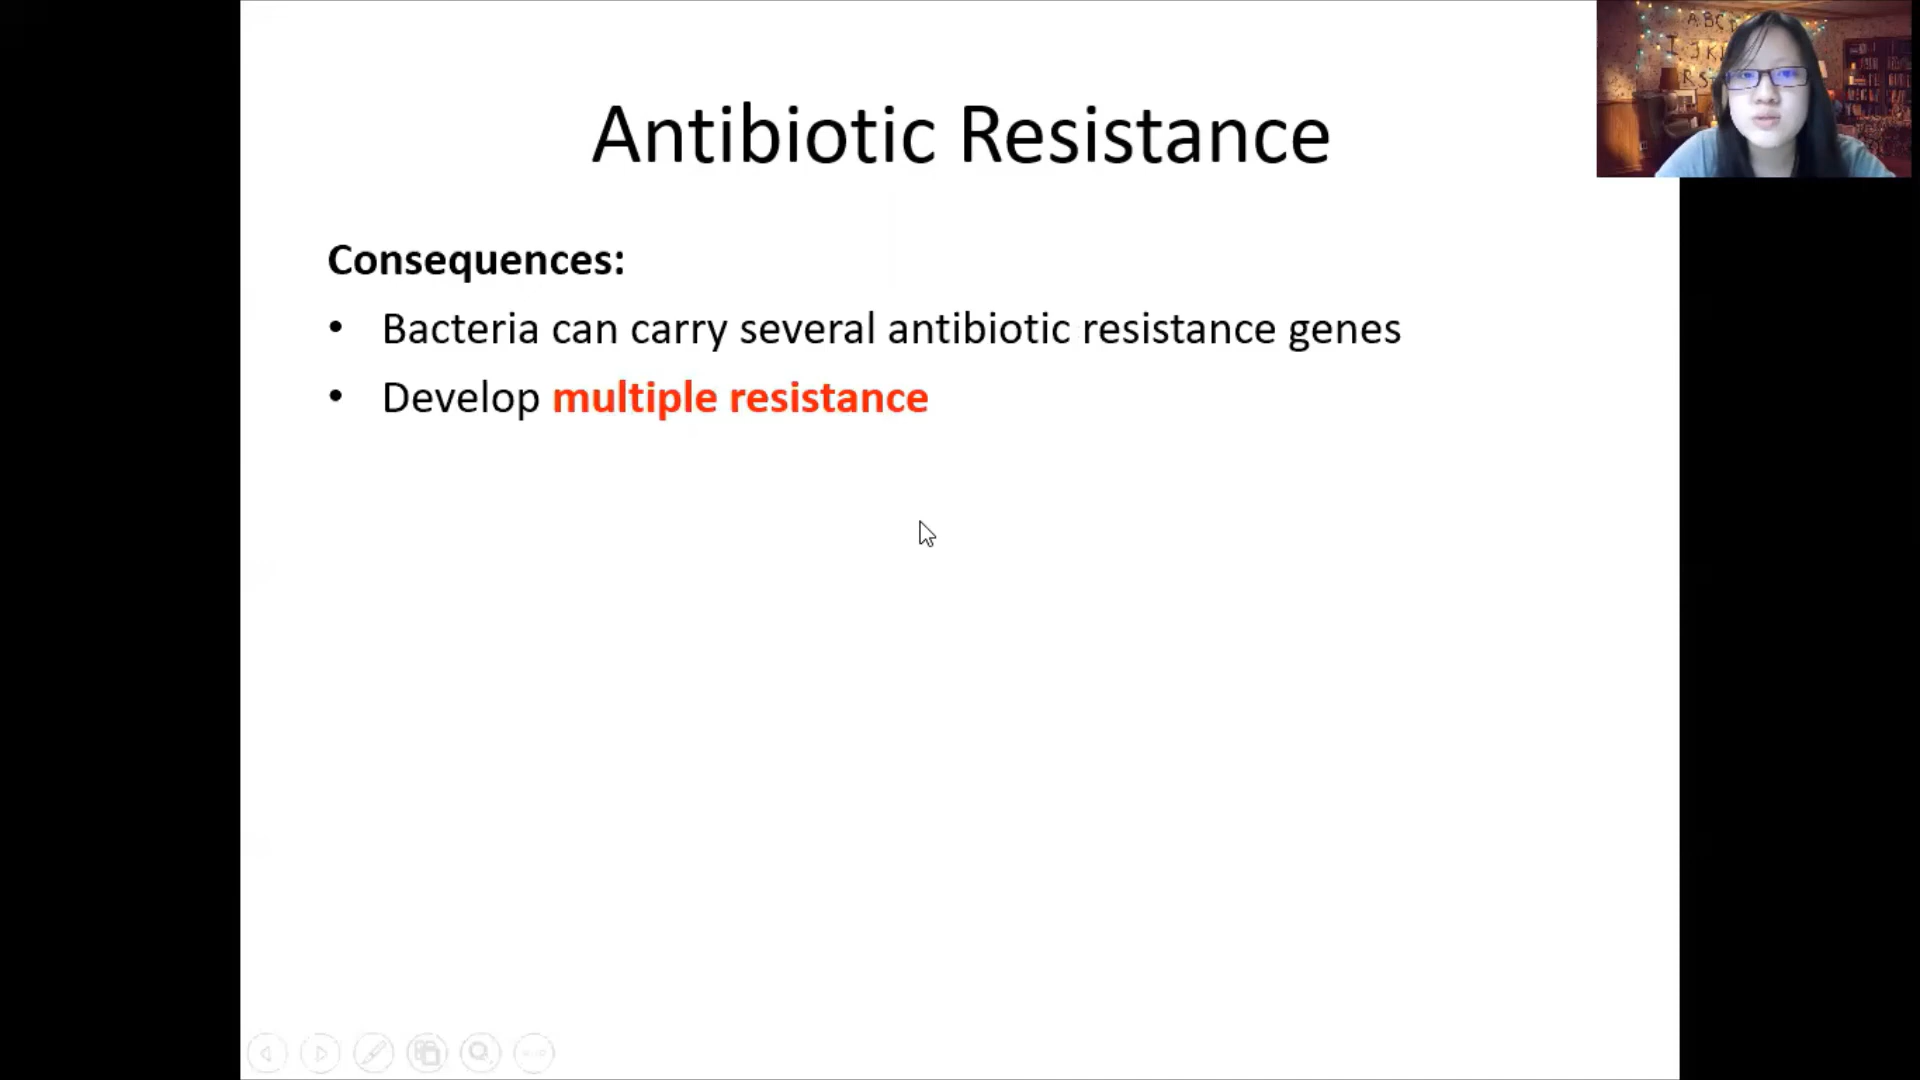 Antibiotic Resistance
Consequences:
• Bacteria can carry several antibiotic resistance genes
• Develop multiple resistance